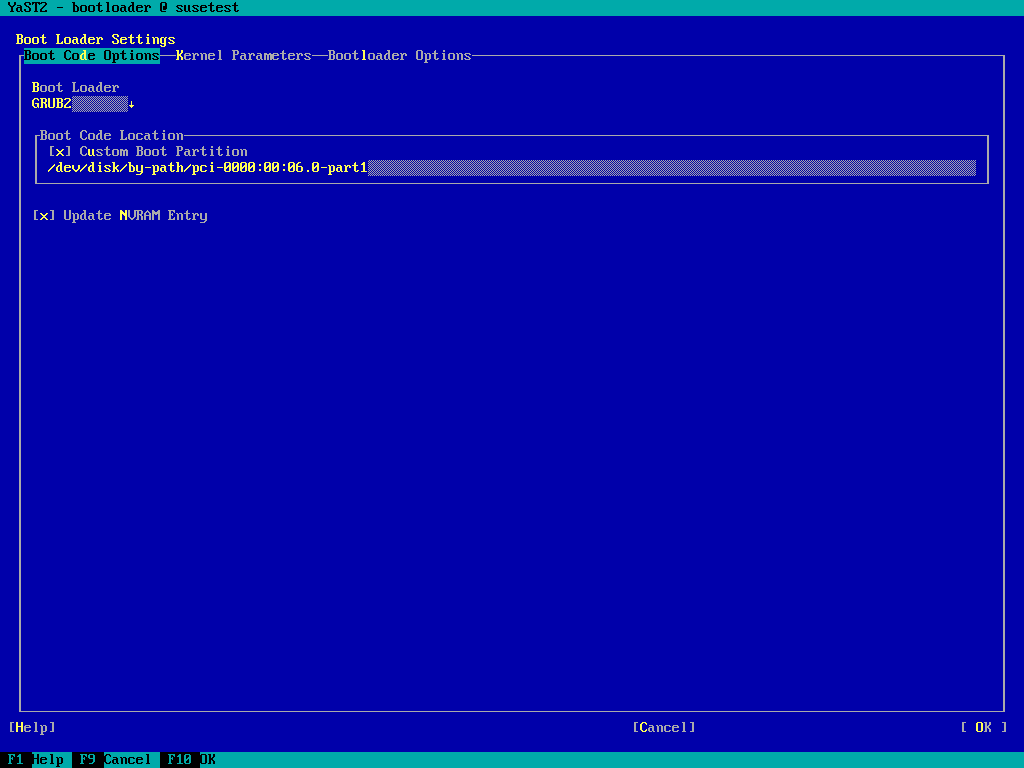 YaST2 - bootloader @ susetest
Boot Loader Settings
Boot Code Options Kernel Parameters Bootloader Options
Boot Loader
GRUB2 ↓
Boot Code Location
[x] Custom Boot Partition
/dev/disk/by-path/pci-0000:00:06.0-part1
[x] Update NVRAM Entry
[Help] [Cancel] [ OK ]
F1 Help F9 Cancel F10 OK